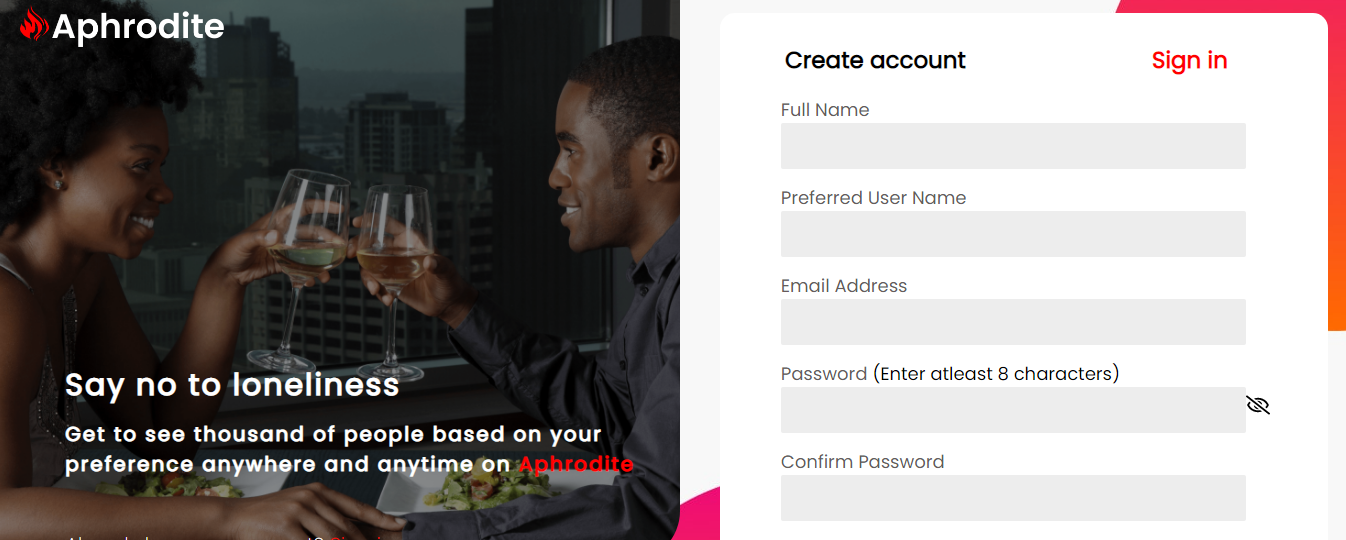 Aphrodite
Say no to loneliness
Get to see thousand of people based on your
preference anywhere and anytime on Aphrodite
Create account
Sign in
Full Name
Preferred User Name
Email Address
Password (Enter atleast 8 characters)
Confirm Password